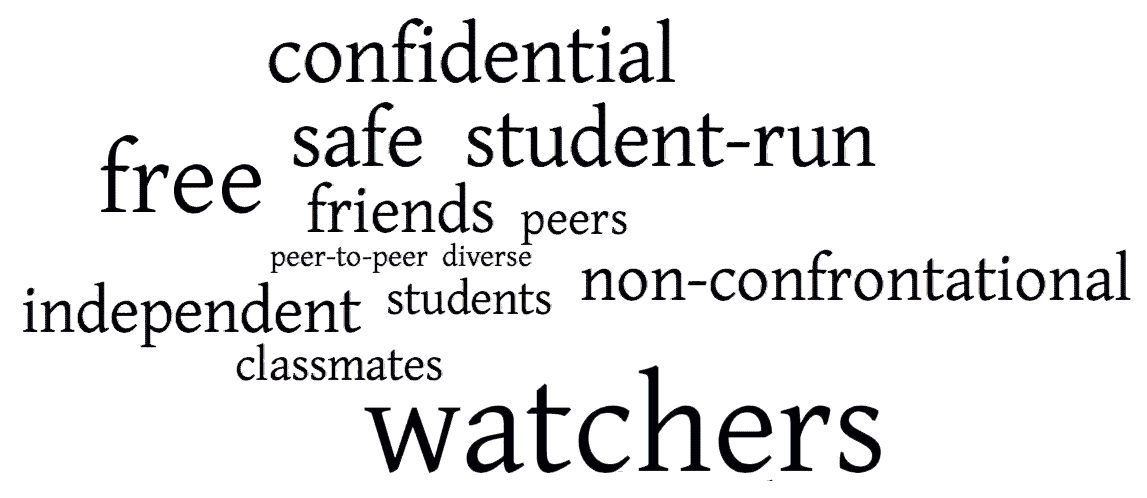 confidential
safe student-run
free
friends peers
peer-to-peer diverse
non-confrontational
independent students
classmates
watchers